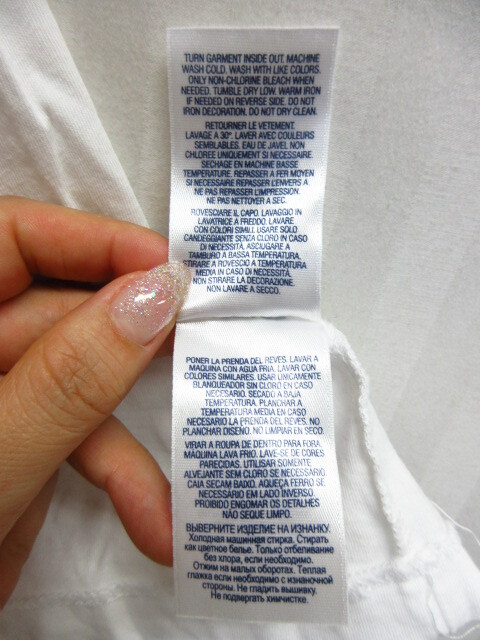 TURN GARMENT INSIDE OUT. MACHINE
WASH COLD. WASH WITH LIKE COLORS.
ONLY NON-CHLORINE BLEACH WHEN
NEEDED. TUMBLE DRY LOW. WARM IRON
IF NEEDED ON REVERSE SIDE. DO NOT
IRON DECORATION. DO NOT DRY CLEAN.
RETOURNER LE VETEMENT.
LAVAGE A 30°. LAVER AVEC COULEURS
SEMBLABLES. EAU DE JAVEL NON
CHLOREE UNIQUEMENT SI NECESSAIRE.
SECHAGE EN MACHINE BASSE
TEMPERATURE. REPASSER A FER MOYEN
SI NECESSAIRE REPASSER L'ENVERS A
NE PAS REPASSER L'IMPRESSION.
NE PAS NETTOYER A SEC.
ROVESCIARE IL CAPO. LAVAGGIO IN
LAVATRICE A FREDDO. LAVARE
CON COLORI SIMILI. USARE SOLO
CANDEGGIANTE SENZA CLORO IN CASO
DI NECESSITÀ. ASCIUGARE A
TAMBURO A BASSA TEMPERATURA.
STIRARE A ROVESCIO A TEMPERATURA
MEDIA IN CASO DI NECESSITÀ.
NON STIRARE LA DECORAZIONE.
NON LAVARE A SECCO.
PONER LA PRENDA DEL REVES. LAVAR A
MAQUINA CON AGUA FRIA. LAVAR CON
COLORES SIMILARES. USAR UNICAMENTE
BLANQUEADOR SIN CLORO EN CASO
NECESARIO. SECADO A BAJA
TEMPERATURA. PLANCHAR A
TEMPERATURA MEDIA EN CASO
NECESARIO LA PRENDA DEL REVES. NO
PLANCHAR DISEÑO. NO LIMPIAR EN SECO.
VIRAR A ROUPA DE DENTRO PARA FORA.
MÁQUINA LAVA FRIO. LAVE-SE DE CORES
PARECIDAS. UTILISAR SOMENTE
ALVEJANTE SEM CLORO SE NECESSARIO.
CAIA SECAM BAIXO. AQUEÇA FERRO SE
NECESSARIO EM LADO INVERSO.
PROIBIDO ENGOMAR OS DETALHES
NÃO SEQUE LIMPO.
ВЫВЕРНИТЕ ИЗДЕЛИЕ НА ИЗНАНКУ.
Холодная машинная стирка. Стирать
как цветное белье. Только отбеливание
без хлора, если необходимо.
Отжим на малых оборотах. Теплая
глажка если необходимо с изнаночной
стороны. Не гладить вышивку.
Не подвергать химчистке.